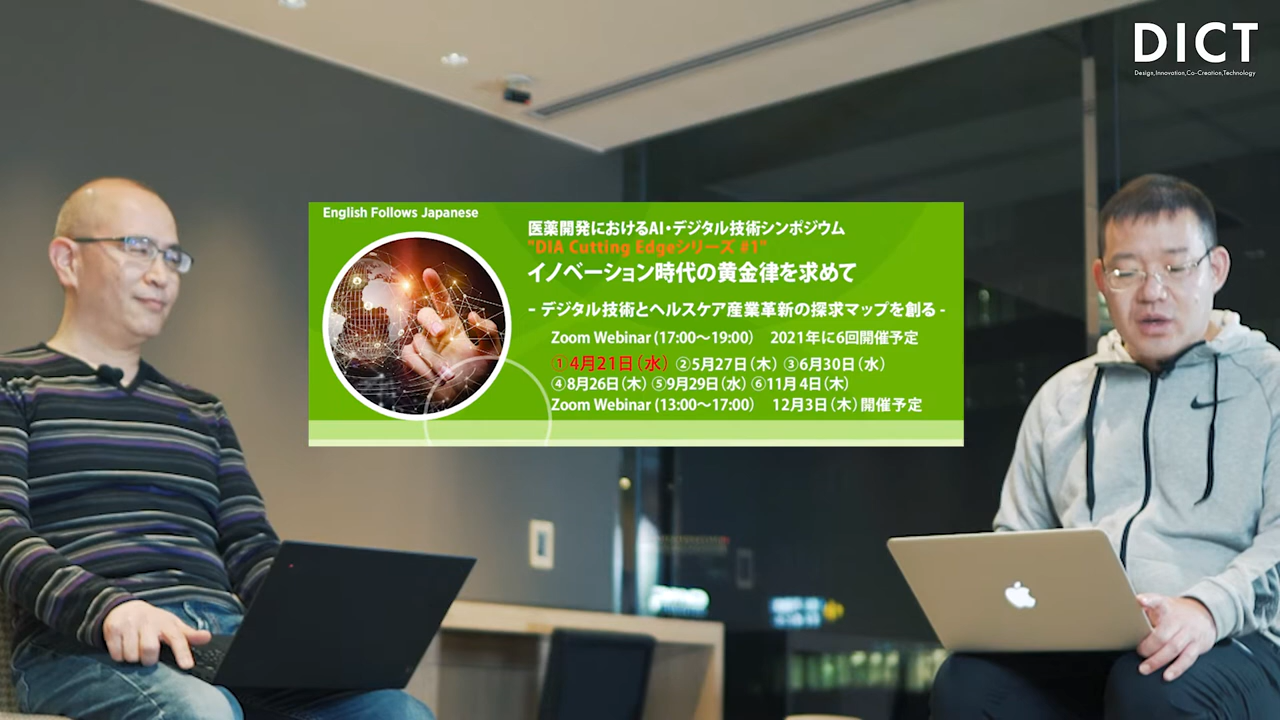 DICT
Design,Innovation,Co-Creation,Technology
English Follows Japanese
医薬開発におけるAI・デジタル技術シンポジウム
"DIA Cutting Edgeシリーズ #1"
イノベーション時代の黄金律を求めて
– デジタル技術とヘルスケア産業革新の探求マップを創る -
Zoom Webinar (17:00〜19:00) 2021年に6回開催予定
①4月21日(水) ②5月27日(木) ③6月30日(水)
④8月26日(木) ⑤9月29日(水) ⑥11月4日(木)
Zoom Webinar (13:00〜17:00) 12月3日(木)開催予定